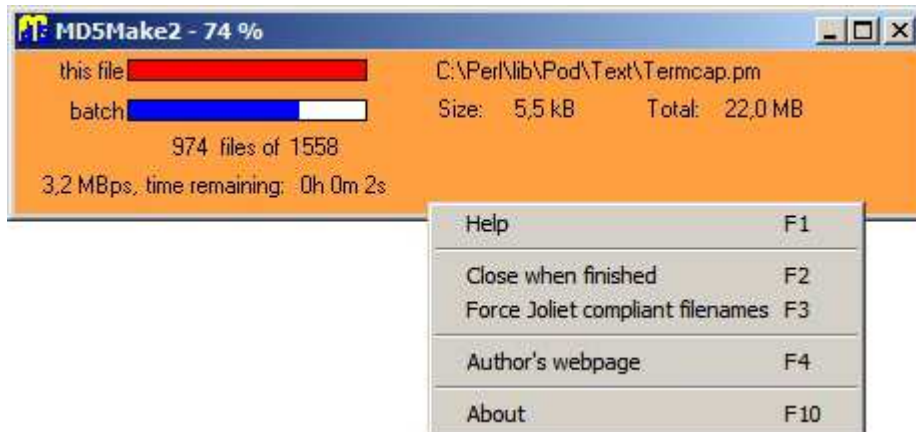 MD5Make2 - 74 %
this file C:\Perl\lib\Pod\Text\Termcap.pm
batch Size: 5,5 kB Total: 22,0 MB
974 files of 1558
3,2 MBps, time remaining: 0h 0m 2s
Help F1
Close when finished F2
Force Joliet compliant filenames F3
Author's webpage F4
About F10